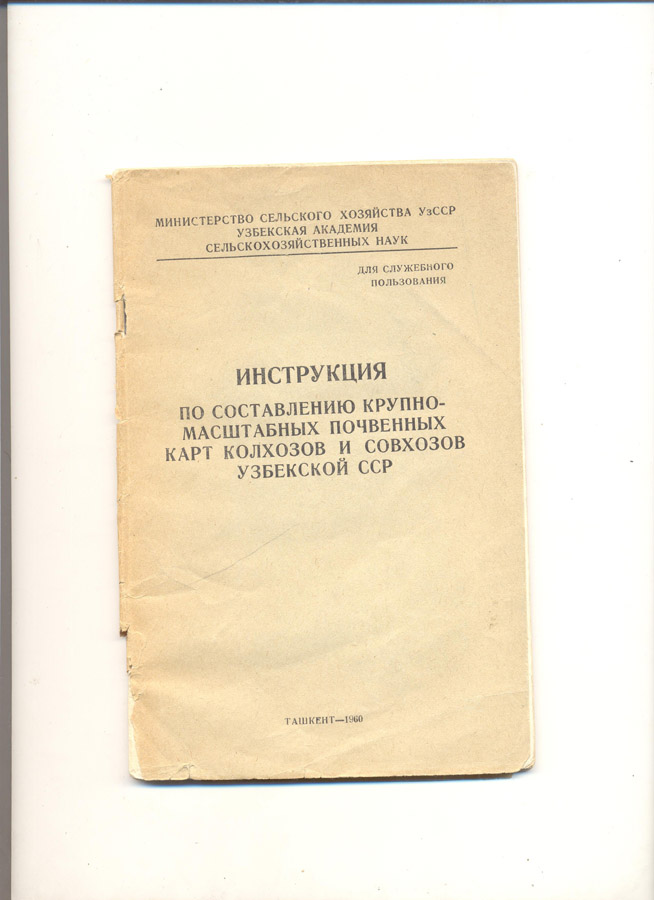 МИНИСТЕРСТВО СЕЛЬСКОГО ХОЗЯЙСТВА УзССР
УЗБЕКСКАЯ АКАДЕМИЯ
СЕЛЬСКОХОЗЯЙСТВЕННЫХ НАУК
ДЛЯ СЛУЖЕБНОГО
ПОЛЬЗОВАНИЯ
ИНСТРУКЦИЯ
ПО СОСТАВЛЕНИЮ КРУПНО-
МАСШТАБНЫХ ПОЧВЕННЫХ
КАРТ КОЛХОЗОВ И СОВХОЗОВ
УЗБЕКСКОЙ ССР
ТАШКЕНТ—1960